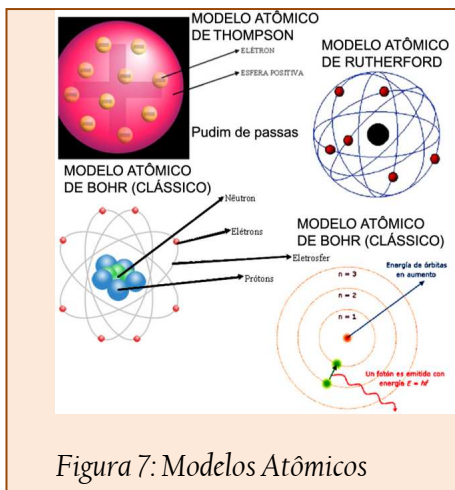 MODELO ATÔMICO
DE THOMPSON
ELÉTRON
ESFERA POSITIVA
Pudim de passas
MODELO ATÔMICO
DE RUTHERFORD
MODELO ATÔMICO
DE BOHR (CLÁSSICO)
Nêutron
Elétrons
Eletrosfer
Prótons
MODELO ATÔMICO
DE BOHR (CLÁSSICO)
Energía de órbitas
en aumento
n = 3
n = 2
n = 1
Un fotón es emitido con
energía E = hf
Figura 7: Modelos Atômicos